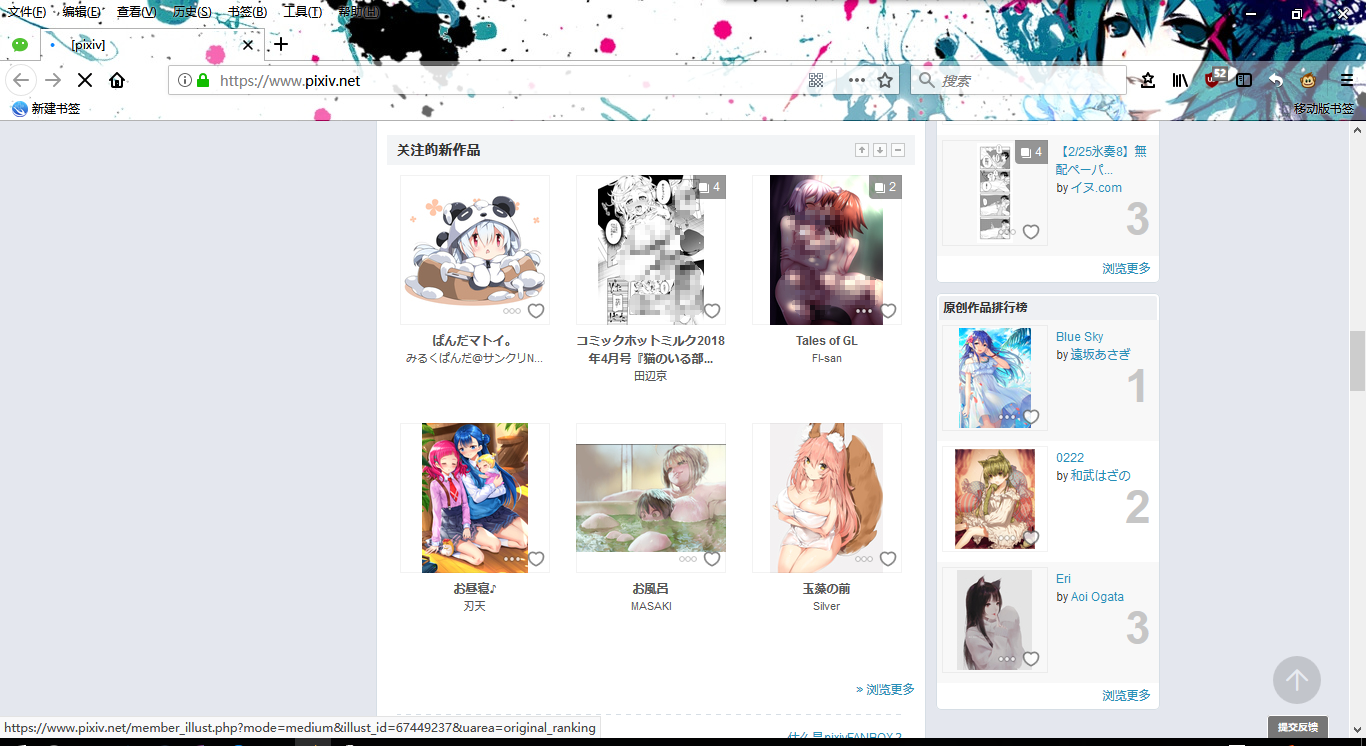 文件(F) 编辑(E) 查看(V) 历史(S) 书签(B) 工具(T) 帮助(H)
[pixiv]
https://www.pixiv.net
搜索
52
新建书签
移动版书签
关注的新作品
4
2
ぱんだマトイ。
みるくぱんだ@サンクリN...
コミックホットミルク2018
年4月号『猫のいる部...
田辺京
Tales of GL
Fl-san
お昼寝♪
刃天
お風呂
MASAKI
玉藻の前
Silver
» 浏览更多
什么是pixivFANBOX？
4
【2/25氷奏8】無
配ペーパ...
by イヌ.com
3
浏览更多
原创作品排行榜
Blue Sky
by 遠坂あさぎ
1
0222
by 和武はざの
2
Eri
by Aoi Ogata
3
浏览更多
提交反馈
https://www.pixiv.net/member_illust.php?mode=medium&illust_id=67449237&uarea=original_ranking